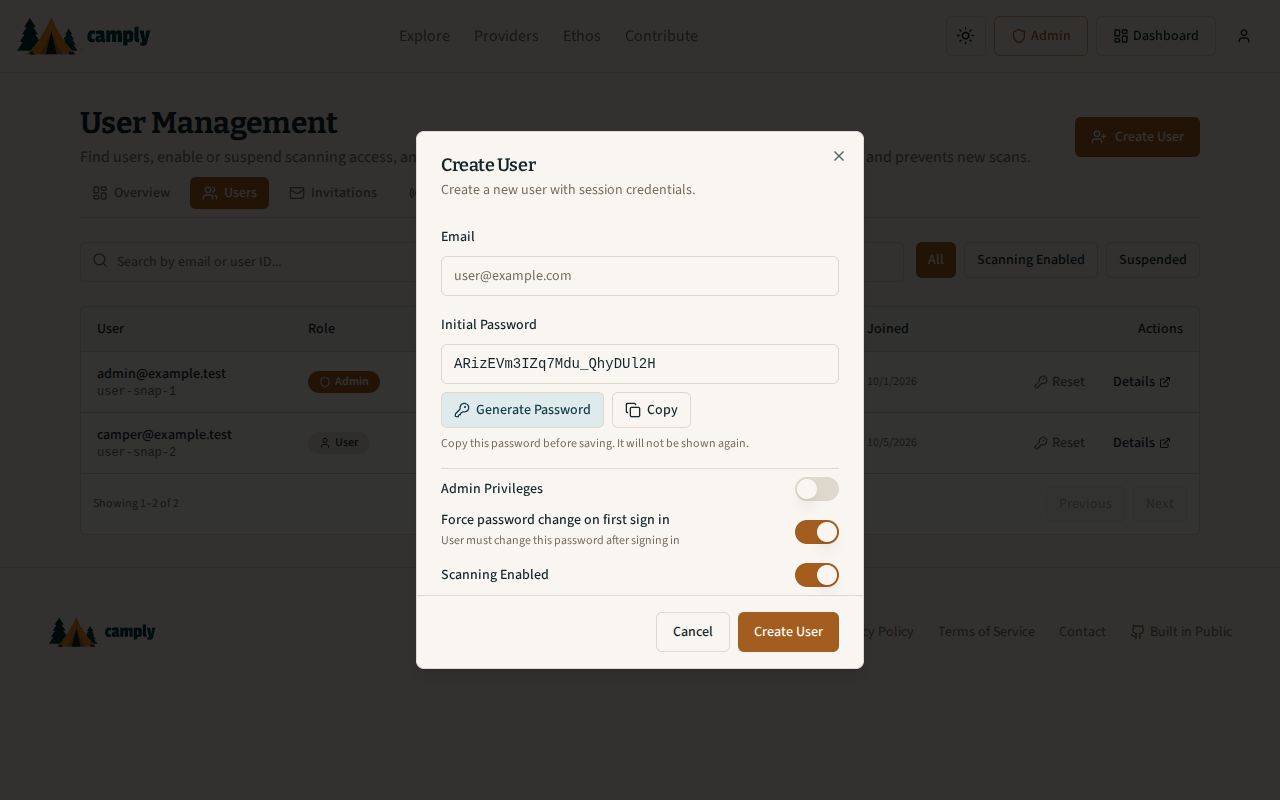 camply
Explore
Providers
Ethos
Contribute
Admin
Dashboard
User Management
Find users, enable or suspend scanning access, an
and prevents new scans.
Create User
Overview
Users
Invitations
Search by email or user ID...
All
Scanning Enabled
Suspended
User
Role
Joined
Actions
admin@example.test
user-snap-1
Admin
10/1/2026
Reset
Details
camper@example.test
user-snap-2
User
10/5/2026
Reset
Details
Showing 1–2 of 2
Previous
Next
Create User
Create a new user with session credentials.
Email
user@example.com
Initial Password
ARizEVm3IZq7Mdu_QhyDUl2H
Generate Password
Copy
Copy this password before saving. It will not be shown again.
Admin Privileges
Force password change on first sign in
User must change this password after signing in
Scanning Enabled
Cancel
Create User
camply
cy Policy
Terms of Service
Contact
Built in Public